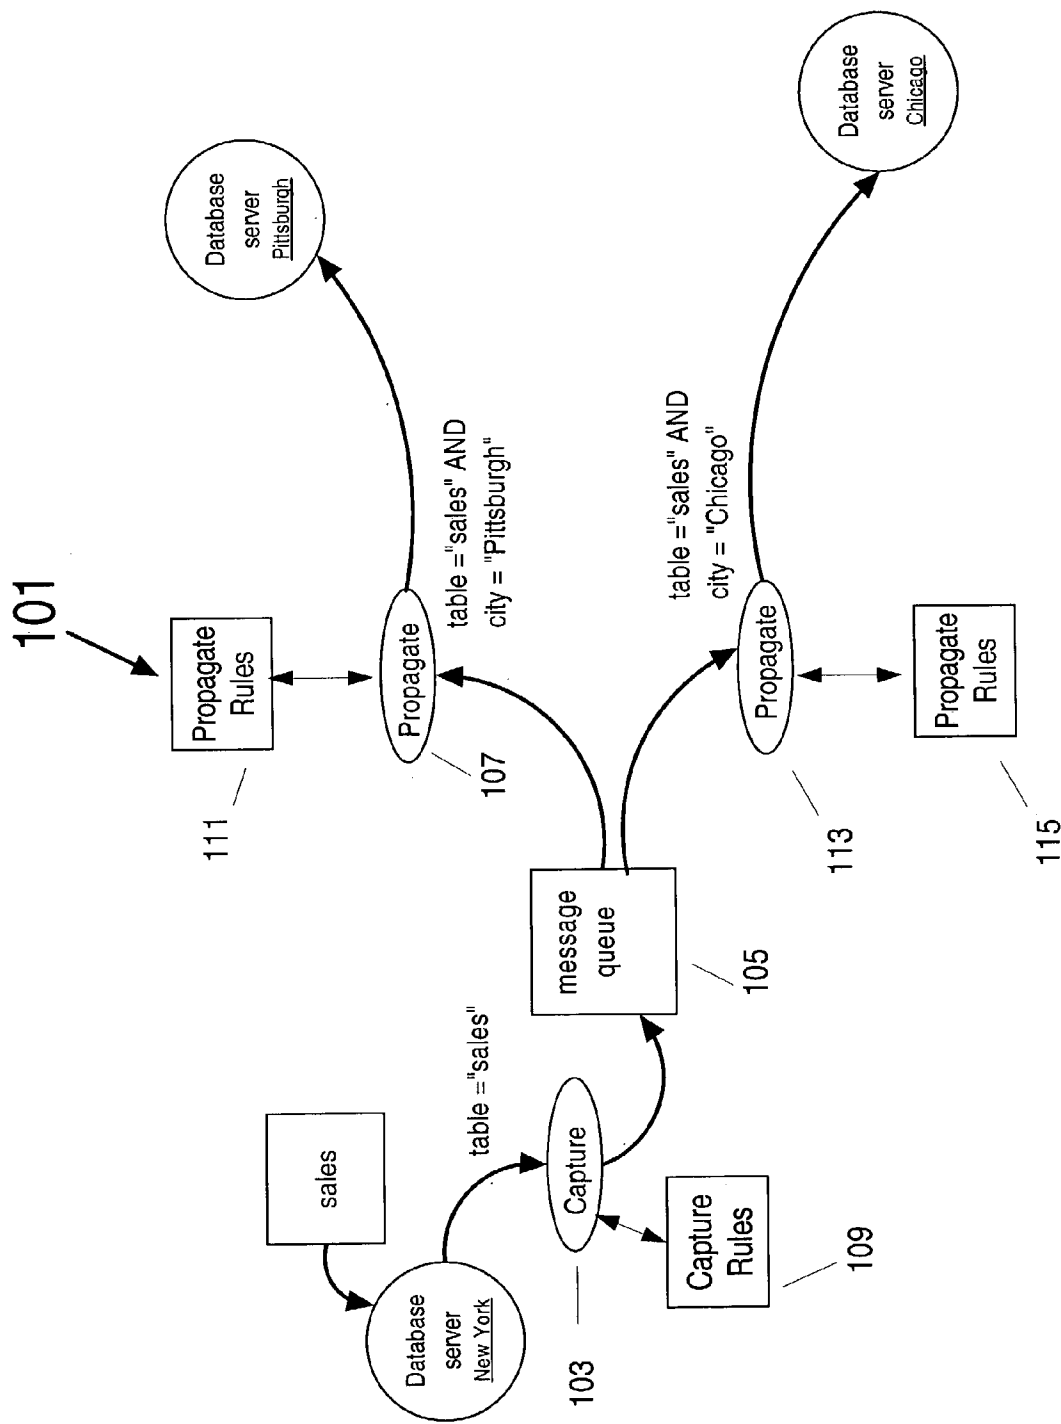 101
sales
Database
server
New York
table ="sales"
Capture
103
Capture
Rules
109
message
queue
105
Propagate
Rules
111
Propagate
107
table ="sales" AND
city = "Pittsburgh"
Database
server
Pittsburgh
Propagate
113
Propagate
Rules
115
table ="sales" AND
city = "Chicago"
Database
server
Chicago